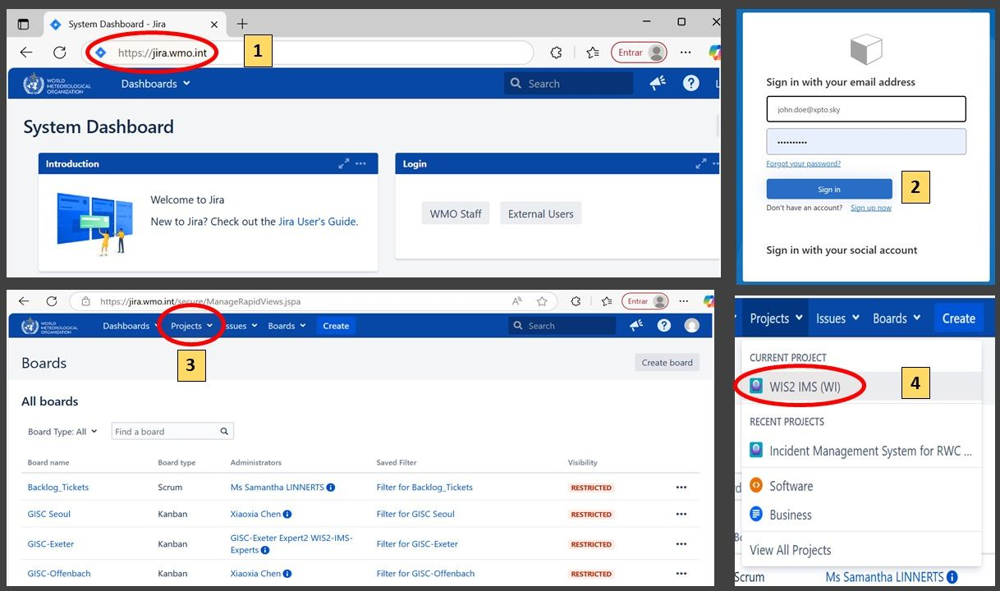 System Dashboard - Jira
https://jira.wmo.int
1
Entrar
WORLD
METEOROLOGICAL
ORGANIZATION
Dashboards
Search
System Dashboard
Introduction
Welcome to Jira
New to Jira? Check out the Jira User's Guide.
Login
WMO Staff
External Users
Sign in with your email address
john.doe@xpto.sky
Forgot your password?
Sign in
2
Don't have an account? Sign up now
Sign in with your social account
https://jira.wmo.int/secure/ManageRapidViews.jspa
Entrar
WORLD
METEOROLOGICAL
ORGANIZATION
Dashboards Projects Issues Boards Create
Search
3
Boards
Create board
All boards
Board Type: All
Find a board
Board name Board type Administrators Saved Filter Visibility
Backlog_Tickets Scrum Ms Samantha LINNERTS Filter for Backlog_Tickets RESTRICTED
GISC Seoul Kanban Xiaoxia Chen Filter for GISC Seoul RESTRICTED
GISC-Exeter Kanban GISC-Exeter Expert2 WIS2-IMS-
Experts Filter for GISC-Exeter RESTRICTED
GISC-Offenbach Kanban Xiaoxia Chen Filter for GISC-Offenbach RESTRICTED
Projects Issues Boards Create
CURRENT PROJECT
WIS2 IMS (WI)
4
RECENT PROJECTS
Incident Management System for RWC ...
Software
Business
View All Projects
Scrum Ms Samantha LINNERTS